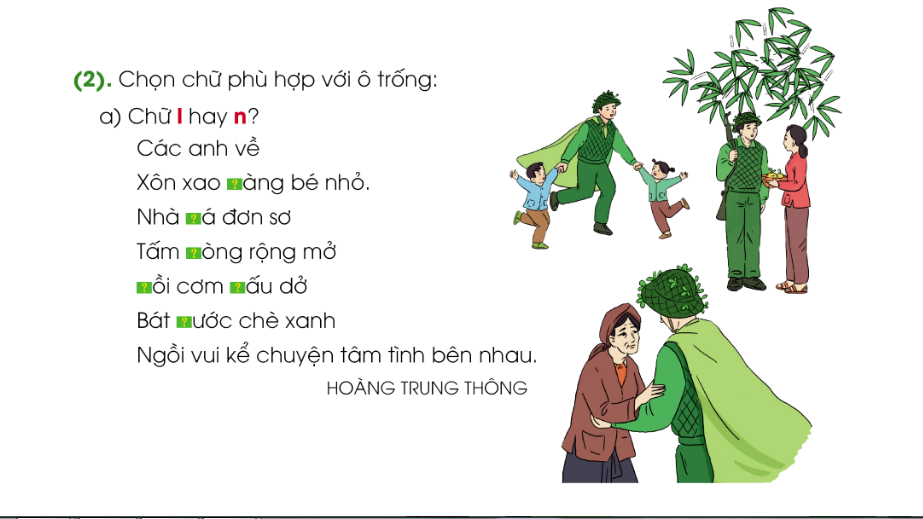 (2). Chọn chữ phù hợp với ô trống:
a) Chữ l hay n?
Các anh về
Xôn xao ?àng bé nhỏ.
Nhà ?á đơn sơ
Tấm ?òng rộng mở
?ồi cơm ?ấu dở
Bát ?ước chè xanh
Ngồi vui kể chuyện tâm tình bên nhau.
HOÀNG TRUNG THÔNG